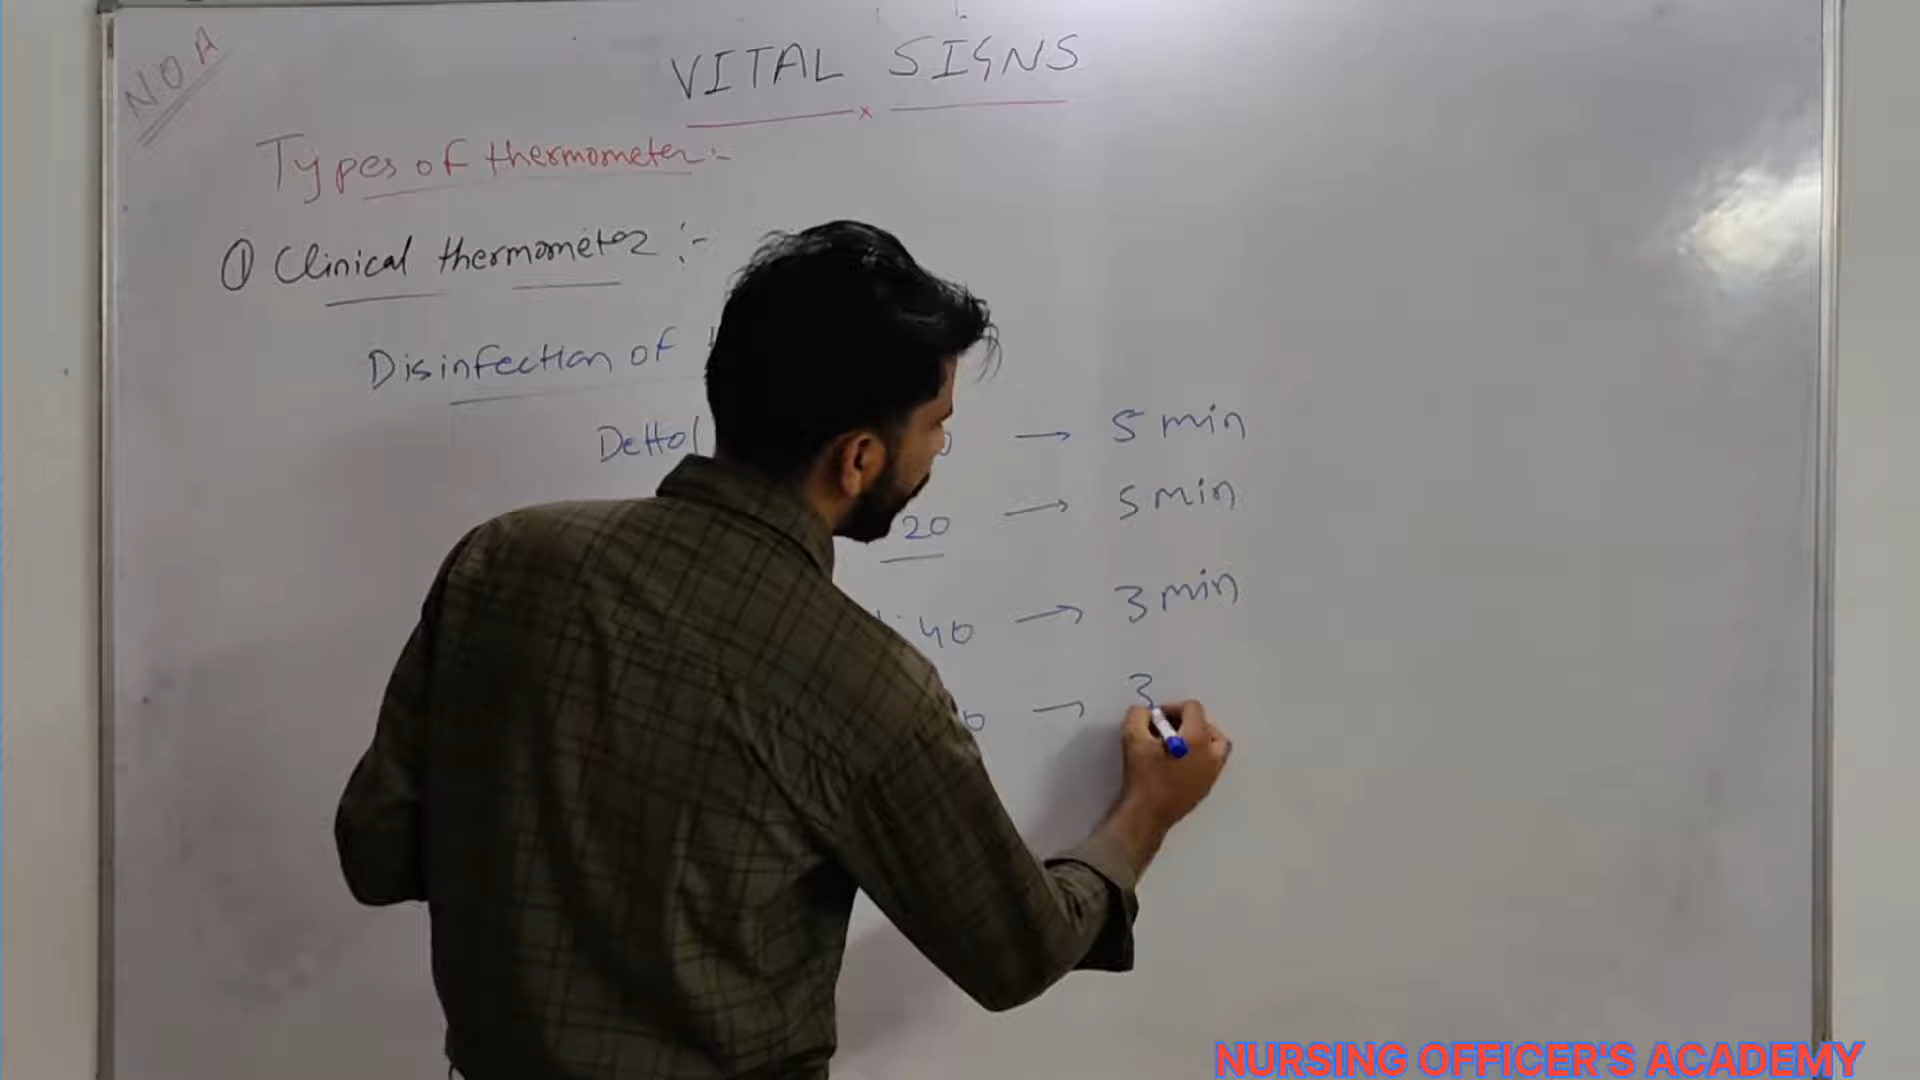 NOA
VITAL SIGNS
x
Types of thermometer :-
① Clinical thermometer :-
Disinfection of
Dettol → 5 min
20 → 5 min
40 → 3 min
→ 3
NURSING OFFICER'S ACADEMY